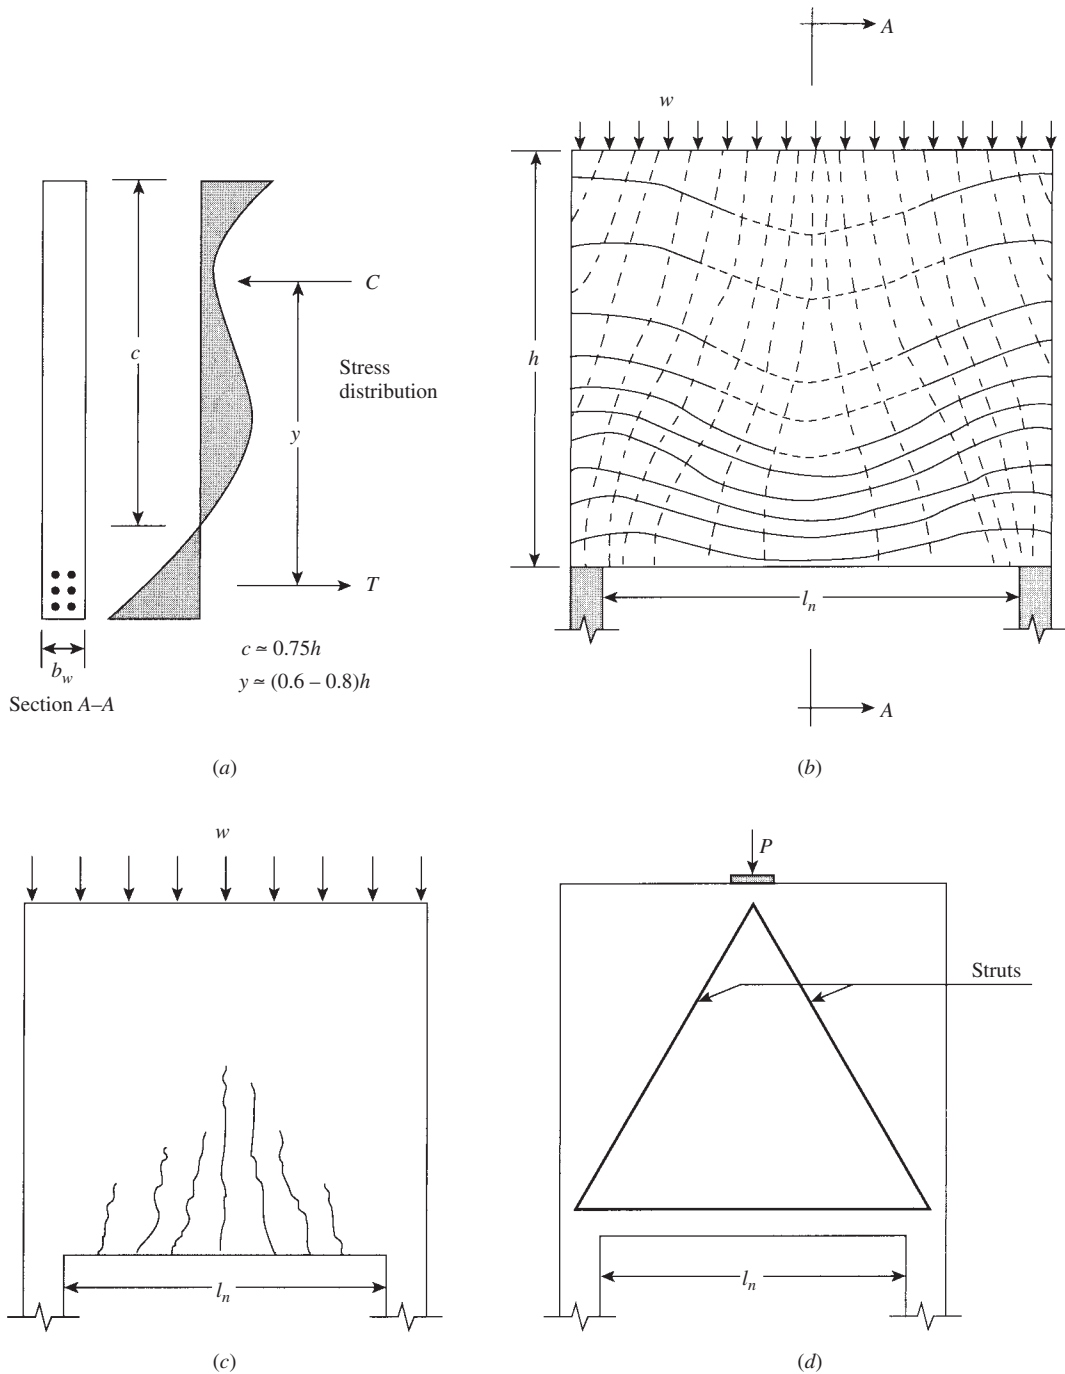 A
w
c
C
Stress
distribution
h
y
T
l_n
b_w
c ≃ 0.75h
y ≃ (0.6 – 0.8)h
Section A–A
A
(a)
(b)
w
P
Struts
l_n
l_n
(c)
(d)